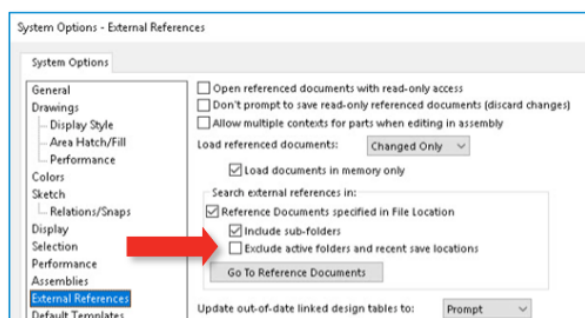 System Options - External References
System Options
General
Drawings
Display Style
Area Hatch/Fill
Performance
Colors
Sketch
Relations/Snaps
Display
Selection
Performance
Assemblies
External References
Default Templates
Open referenced documents with read-only access
Don't prompt to save read-only referenced documents (discard changes)
Allow multiple contexts for parts when editing in assembly
Load referenced documents: Changed Only
Load documents in memory only
Search external references in:
Reference Documents specified in File Location
Include sub-folders
Exclude active folders and recent save locations
Go To Reference Documents
Update out-of-date linked design tables to: Prompt